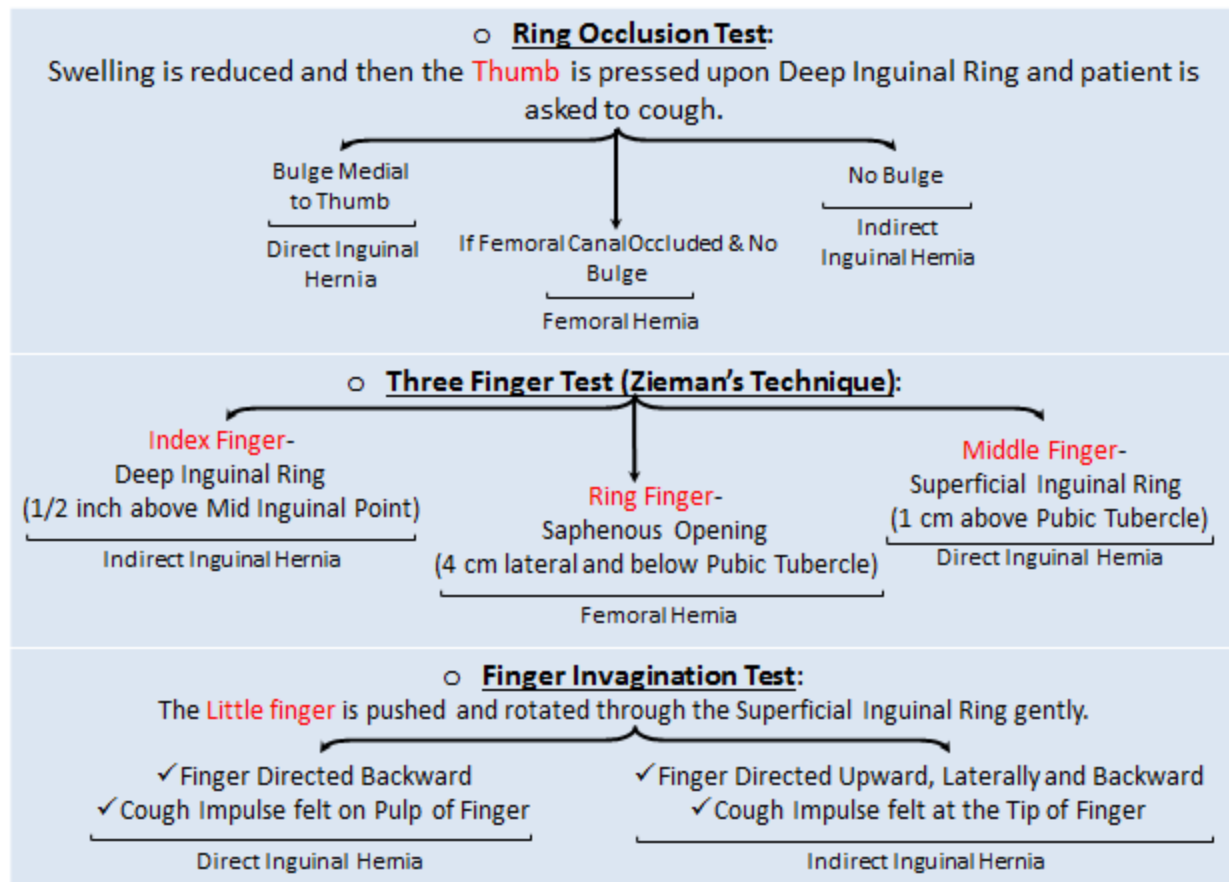 o Ring Occlusion Test:
Swelling is reduced and then the Thumb is pressed upon Deep Inguinal Ring and patient is
asked to cough.
Bulge Medial
to Thumb
Direct Inguinal
Hernia
If Femoral Canal Occluded & No
Bulge
Femoral Hernia
No Bulge
Indirect
Inguinal Hernia
o Three Finger Test (Zieman's Technique):
Index Finger-
Deep Inguinal Ring
(1/2 inch above Mid Inguinal Point)
Indirect Inguinal Hernia
Ring Finger-
Saphenous Opening
(4 cm lateral and below Pubic Tubercle)
Femoral Hernia
Middle Finger-
Superficial Inguinal Ring
(1 cm above Pubic Tubercle)
Direct Inguinal Hernia
o Finger Invagination Test:
The Little finger is pushed and rotated through the Superficial Inguinal Ring gently.
✓Finger Directed Backward
✓Cough Impulse felt on Pulp of Finger
Direct Inguinal Hernia
✓Finger Directed Upward, Laterally and Backward
✓Cough Impulse felt at the Tip of Finger
Indirect Inguinal Hernia